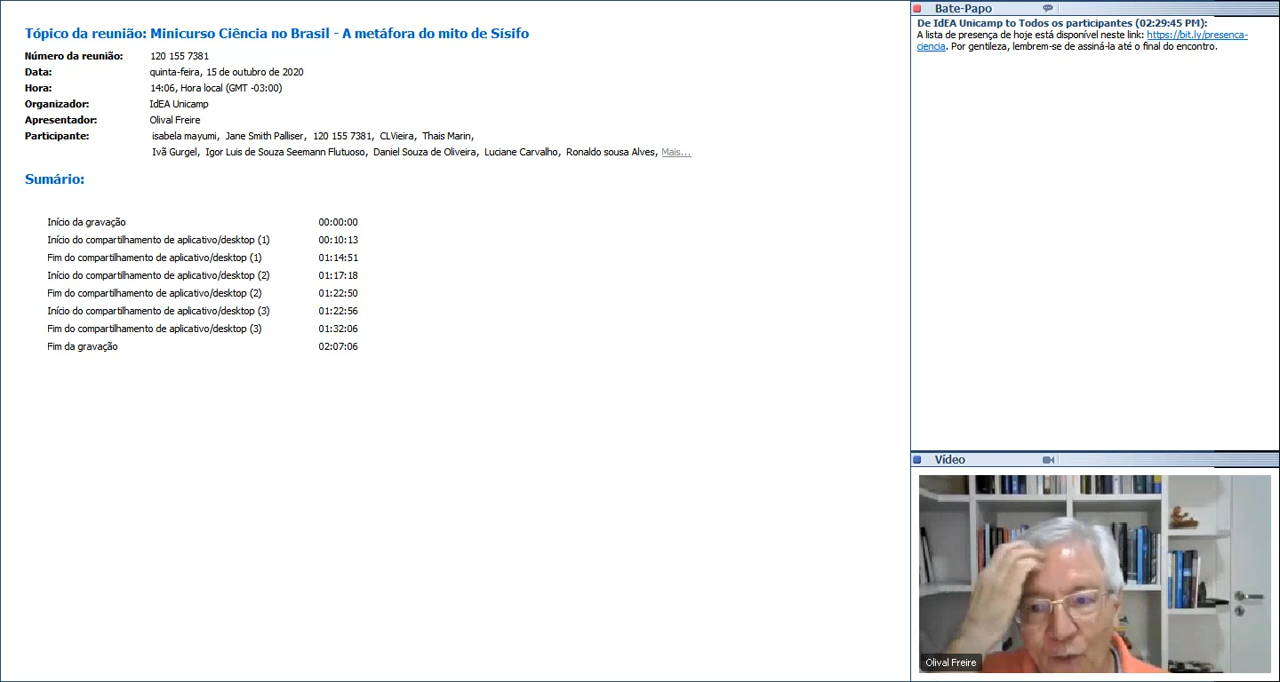 Tópico da reunião: Minicurso Ciência no Brasil - A metáfora do mito de Sísifo
Número da reunião: 120 155 7381
Data: quinta-feira, 15 de outubro de 2020
Hora: 14:06, Hora local (GMT -03:00)
Organizador: IdEA Unicamp
Apresentador: Olival Freire
Participante: isabela mayumi, Jane Smith Palliser, 120 155 7381, CLVieira, Thais Marin,
Ivã Gurgel, Igor Luis de Souza Seemann Flutuoso, Daniel Souza de Oliveira, Luciane Carvalho, Ronaldo sousa Alves, Mais...
Sumário:
Início da gravação 00:00:00
Início do compartilhamento de aplicativo/desktop (1) 00:10:13
Fim do compartilhamento de aplicativo/desktop (1) 01:14:51
Início do compartilhamento de aplicativo/desktop (2) 01:17:18
Fim do compartilhamento de aplicativo/desktop (2) 01:22:50
Início do compartilhamento de aplicativo/desktop (3) 01:22:56
Fim do compartilhamento de aplicativo/desktop (3) 01:32:06
Fim da gravação 02:07:06
Bate-Papo
De IdEA Unicamp to Todos os participantes (02:29:45 PM):
A lista de presença de hoje está disponível neste link: https://bit.ly/presenca-
ciencia. Por gentileza, lembrem-se de assiná-la até o final do encontro.
Vídeo
Olival Freire